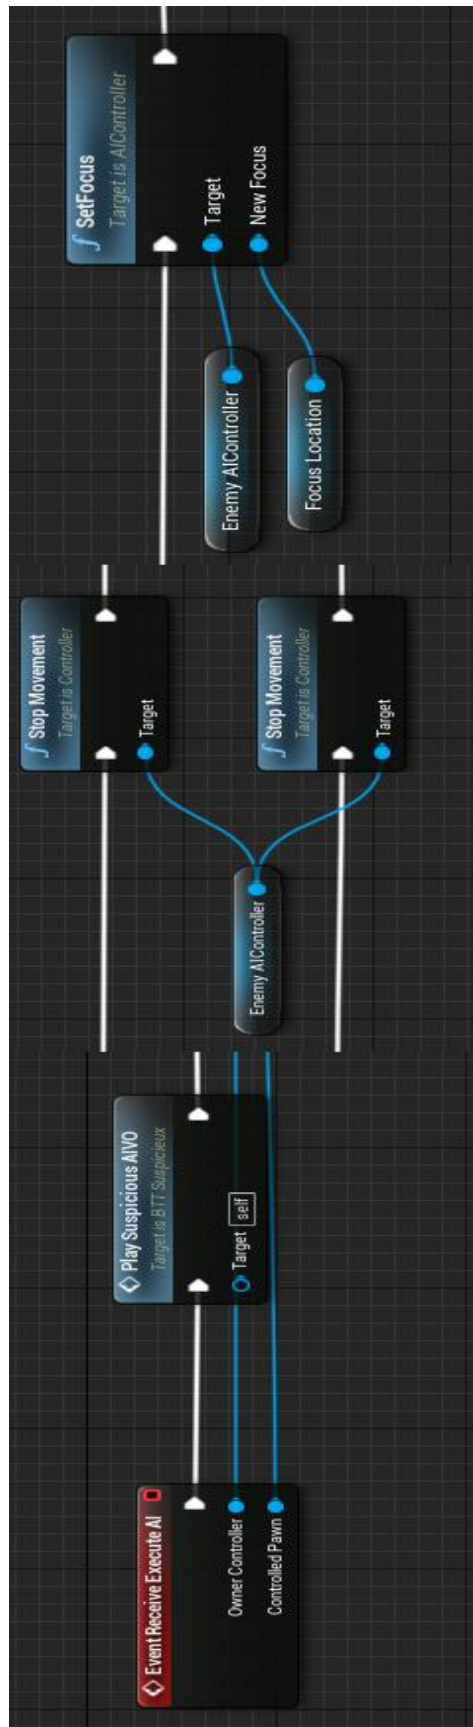 Event Receive Execute AI
Owner Controller
Controlled Pawn
Play Suspicious AIVO
Target is BTT Suspicieux
Target self
Enemy AIController
f Stop Movement
Target is Controller
Target
f Stop Movement
Target is Controller
Target
Enemy AIController
Focus Location
f SetFocus
Target is AIController
Target
New Focus